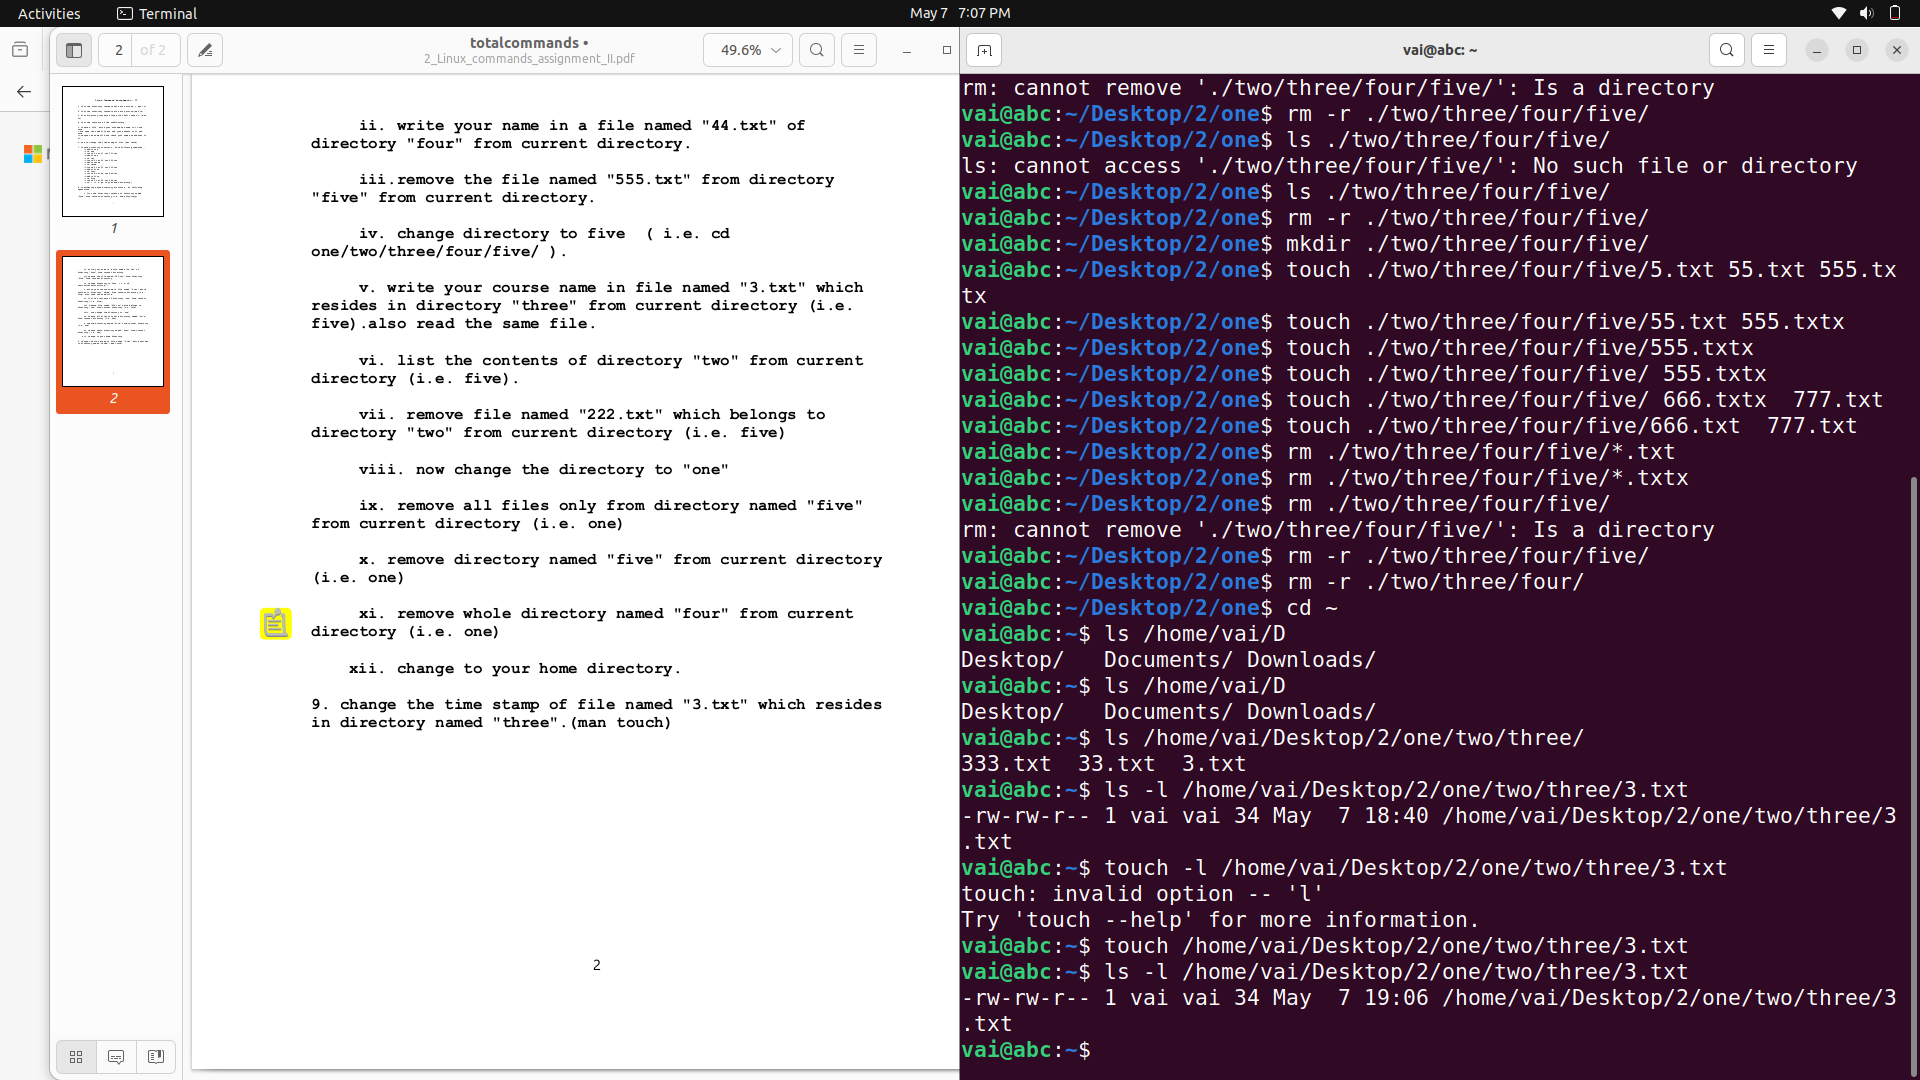 Activities
Terminal
May 7 7:07 PM
2 of 2
totalcommands •
2_Linux_commands_assignment_II.pdf
49.6%
1
2
ii. write your name in a file named "44.txt" of
directory "four" from current directory.
iii.remove the file named "555.txt" from directory
"five" from current directory.
iv. change directory to five ( i.e. cd
one/two/three/four/five/ ).
v. write your course name in file named "3.txt" which
resides in directory "three" from current directory (i.e.
five).also read the same file.
vi. list the contents of directory "two" from current
directory (i.e. five).
vii. remove file named "222.txt" which belongs to
directory "two" from current directory (i.e. five)
viii. now change the directory to "one"
ix. remove all files only from directory named "five"
from current directory (i.e. one)
x. remove directory named "five" from current directory
(i.e. one)
xi. remove whole directory named "four" from current
directory (i.e. one)
xii. change to your home directory.
9. change the time stamp of file named "3.txt" which resides
in directory named "three".(man touch)
2
vai@abc: ~
rm: cannot remove './two/three/four/five/': Is a directory
vai@abc:~/Desktop/2/one$ rm -r ./two/three/four/five/
vai@abc:~/Desktop/2/one$ ls ./two/three/four/five/
ls: cannot access './two/three/four/five/': No such file or directory
vai@abc:~/Desktop/2/one$ ls ./two/three/four/five/
vai@abc:~/Desktop/2/one$ rm -r ./two/three/four/five/
vai@abc:~/Desktop/2/one$ mkdir ./two/three/four/five/
vai@abc:~/Desktop/2/one$ touch ./two/three/four/five/5.txt 55.txt 555.tx
tx
vai@abc:~/Desktop/2/one$ touch ./two/three/four/five/55.txt 555.txtx
vai@abc:~/Desktop/2/one$ touch ./two/three/four/five/555.txtx
vai@abc:~/Desktop/2/one$ touch ./two/three/four/five/ 555.txtx
vai@abc:~/Desktop/2/one$ touch ./two/three/four/five/ 666.txtx  777.txt
vai@abc:~/Desktop/2/one$ touch ./two/three/four/five/666.txt  777.txt
vai@abc:~/Desktop/2/one$ rm ./two/three/four/five/*.txt
vai@abc:~/Desktop/2/one$ rm ./two/three/four/five/*.txtx
vai@abc:~/Desktop/2/one$ rm ./two/three/four/five/
rm: cannot remove './two/three/four/five/': Is a directory
vai@abc:~/Desktop/2/one$ rm -r ./two/three/four/five/
vai@abc:~/Desktop/2/one$ rm -r ./two/three/four/
vai@abc:~/Desktop/2/one$ cd ~
vai@abc:~$ ls /home/vai/D
Desktop/   Documents/ Downloads/
vai@abc:~$ ls /home/vai/D
Desktop/   Documents/ Downloads/
vai@abc:~$ ls /home/vai/Desktop/2/one/two/three/
333.txt  33.txt  3.txt
vai@abc:~$ ls -l /home/vai/Desktop/2/one/two/three/3.txt
-rw-rw-r-- 1 vai vai 34 May  7 18:40 /home/vai/Desktop/2/one/two/three/3
.txt
vai@abc:~$ touch -l /home/vai/Desktop/2/one/two/three/3.txt
touch: invalid option -- 'l'
Try 'touch --help' for more information.
vai@abc:~$ touch /home/vai/Desktop/2/one/two/three/3.txt
vai@abc:~$ ls -l /home/vai/Desktop/2/one/two/three/3.txt
-rw-rw-r-- 1 vai vai 34 May  7 19:06 /home/vai/Desktop/2/one/two/three/3
.txt
vai@abc:~$